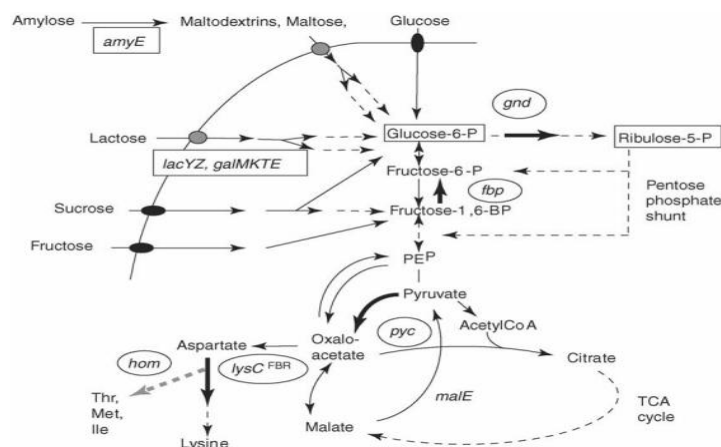 Amylose
Maltodextrins, Maltose,
Glucose
amyE
gnd
Lactose
Glucose-6-P
Ribulose-5-P
lacYZ, galMKTE
Fructose-6-P
fbp
Pentose
phosphate
shunt
Sucrose
Fructose-1,6-BP
Fructose
PEP
Pyruvate
AcetylCoA
Aspartate
Oxalo-
acetate
pyc
Citrate
hom
lysC FBR
Thr,
Met,
Ile
malE
Malate
TCA
cycle
Lysine